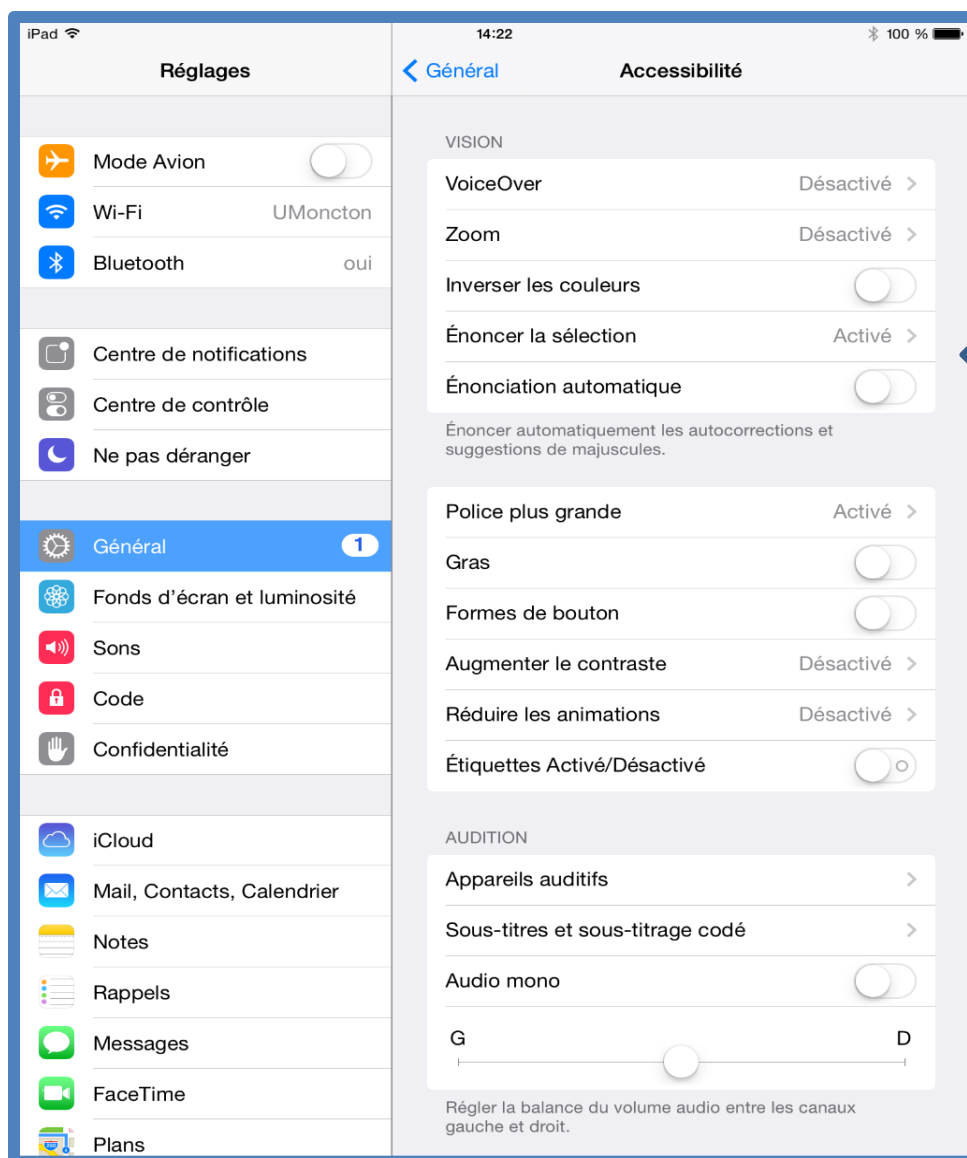 iPad 14:22 100 %
Réglages
Mode Avion
Wi-Fi UMoncton
Bluetooth oui
Centre de notifications
Centre de contrôle
Ne pas déranger
Général 1
Fonds d'écran et luminosité
Sons
Code
Confidentialité
iCloud
Mail, Contacts, Calendrier
Notes
Rappels
Messages
FaceTime
Plans
Général Accessibilité
VISION
VoiceOver Désactivé
Zoom Désactivé
Inverser les couleurs
Énoncer la sélection Activé
Énonciation automatique
Énoncer automatiquement les autocorrections et
suggestions de majuscules.
Police plus grande Activé
Gras
Formes de bouton
Augmenter le contraste Désactivé
Réduire les animations Désactivé
Étiquettes Activé/Désactivé
AUDITION
Appareils auditifs
Sous-titres et sous-titrage codé
Audio mono
G D
Régler la balance du volume audio entre les canaux
gauche et droit.